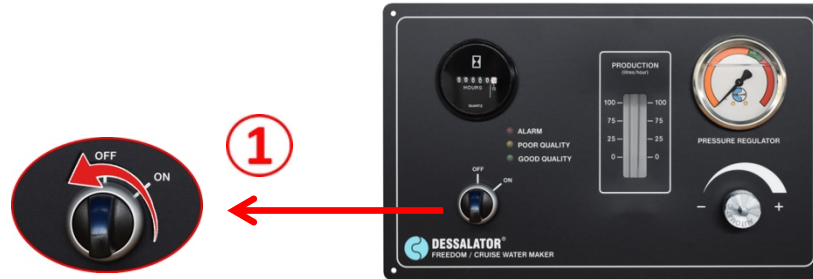 OFF
ON
1
HOURS
QUARTZ
ALARM
POOR QUALITY
GOOD QUALITY
OFF
ON
PRODUCTION
(litres/hour)
100 – – 100
75 – – 75
25 – – 25
0 – – 0
PRESSURE REGULATOR
– +
DESSALATOR®
FREEDOM / CRUISE WATER MAKER